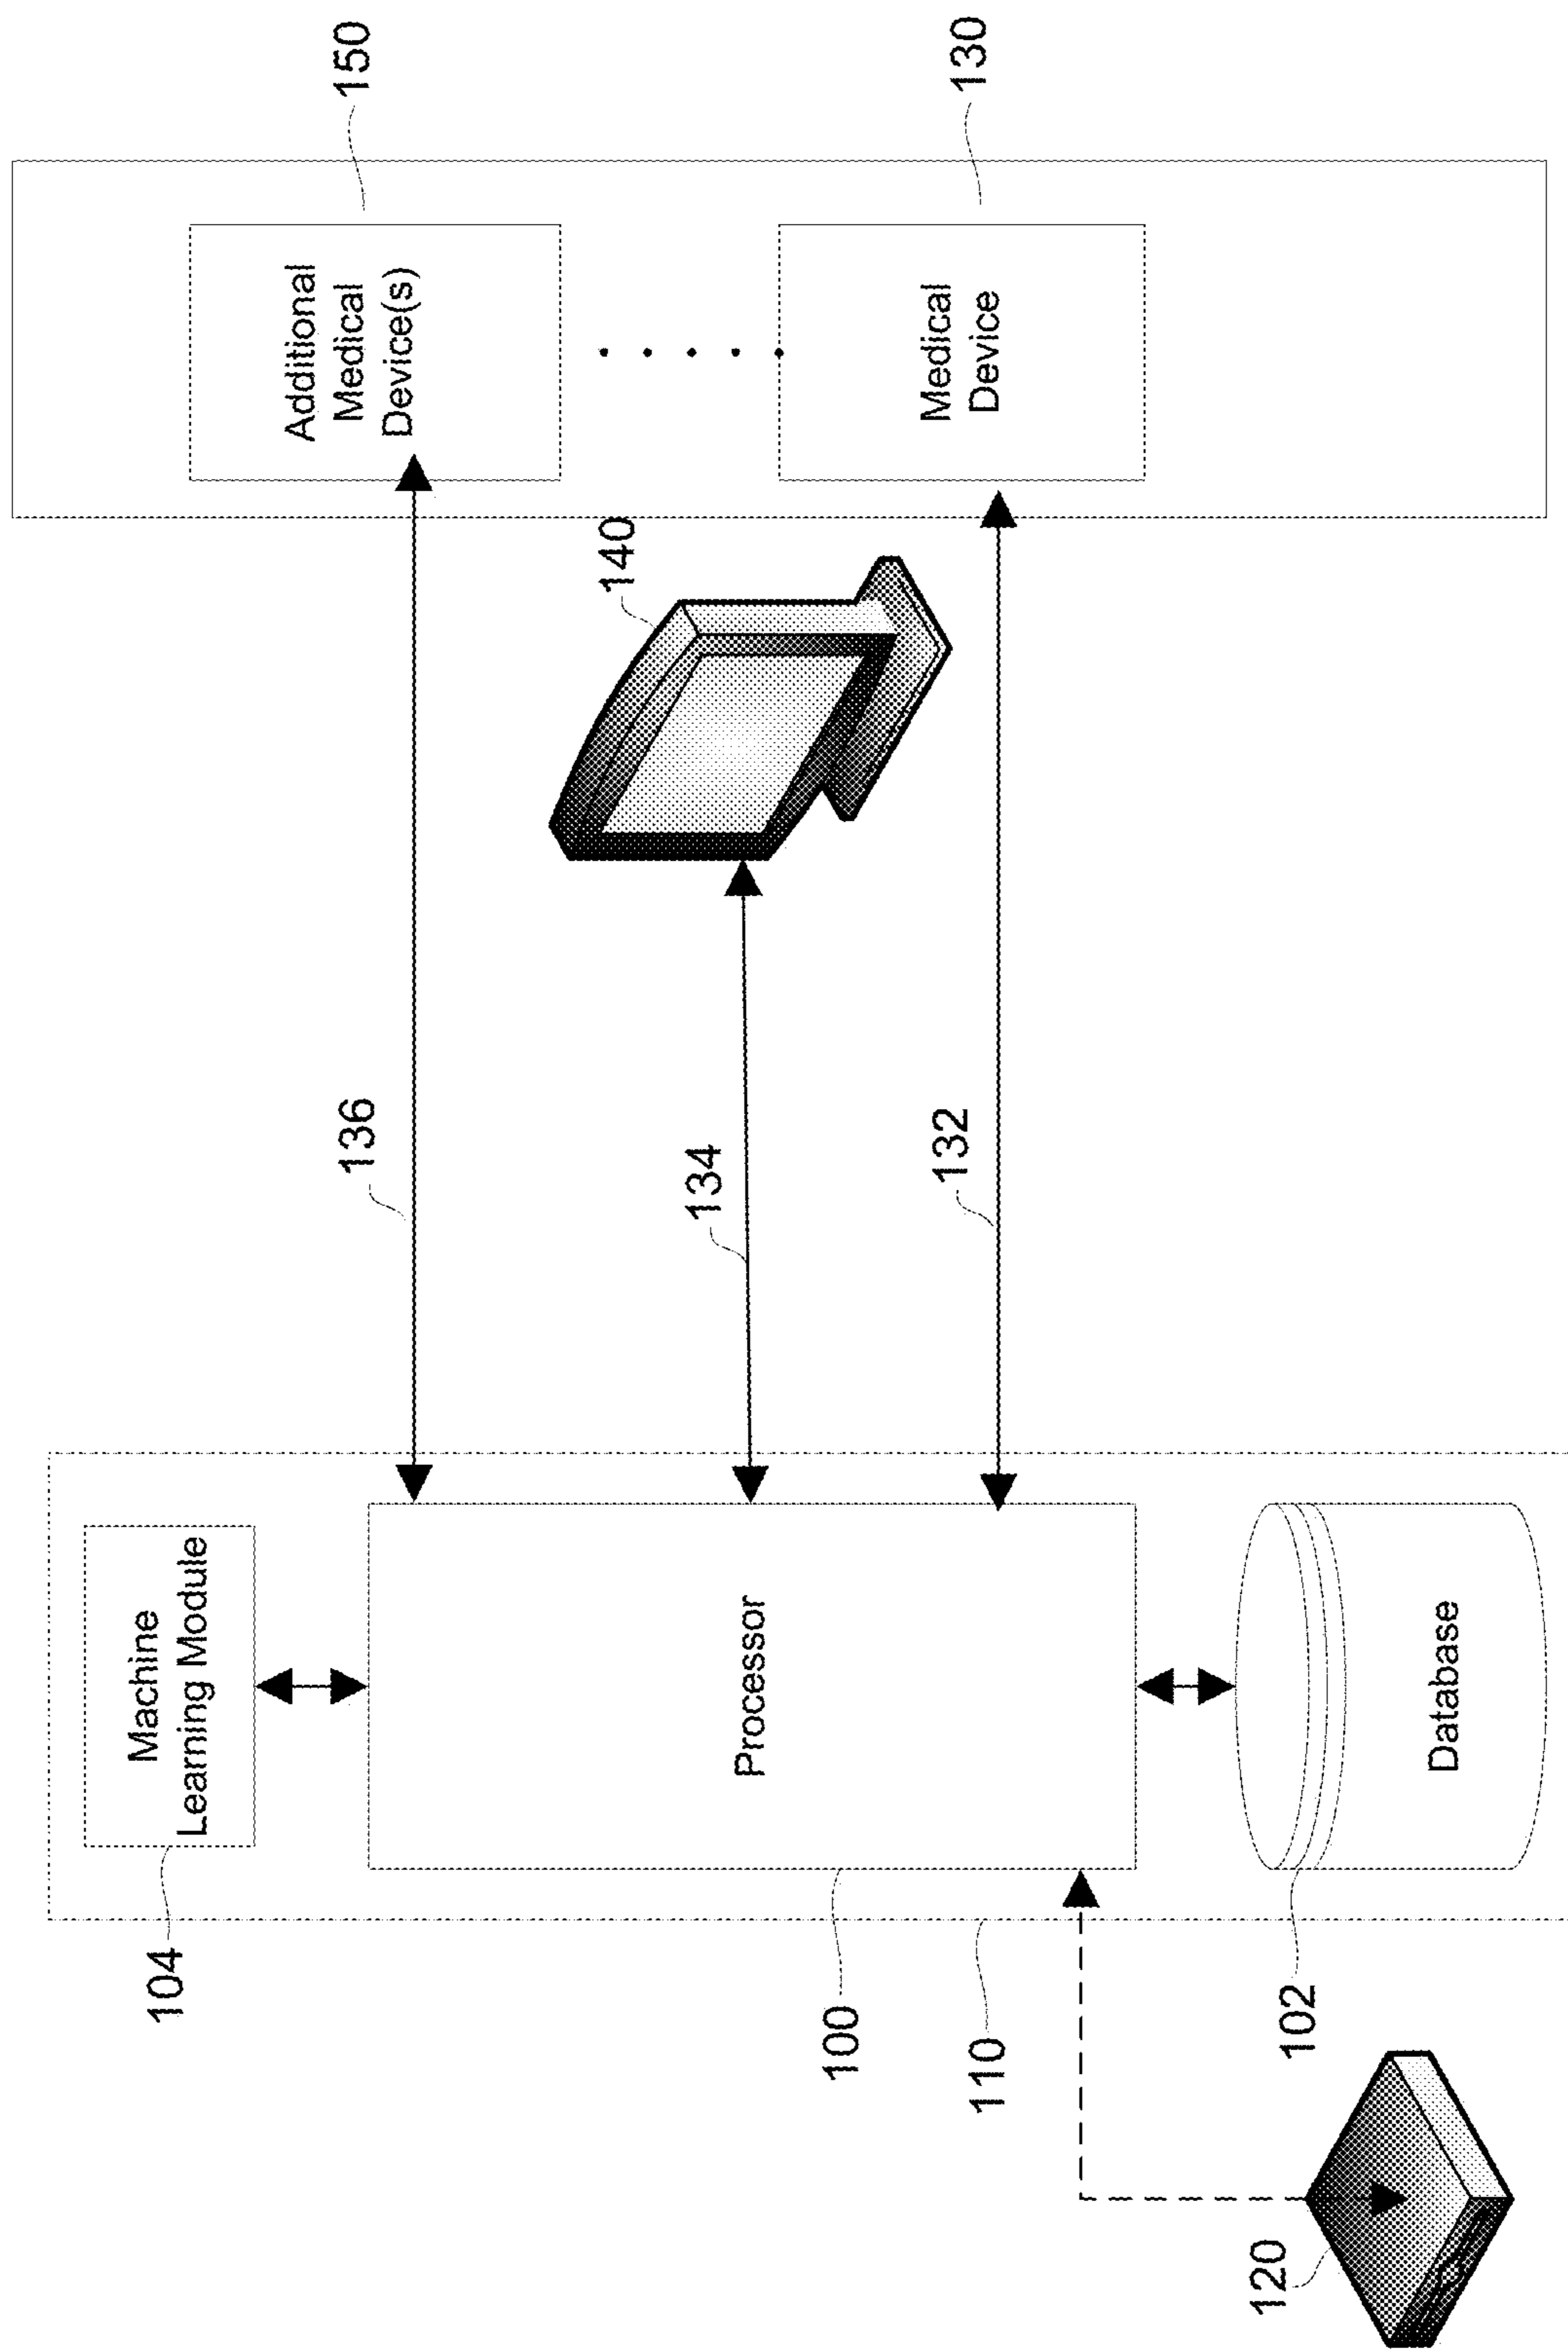 104
Machine
Learning Module
136
Additional
Medical
Device(s)
150
140
100
Processor
134
110
132
Medical
Device
130
120
102
Database